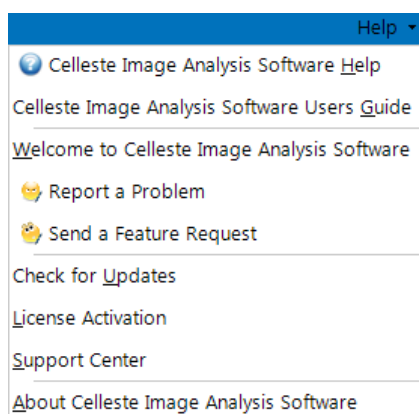 Help
Celleste Image Analysis Software Help
Celleste Image Analysis Software Users Guide
Welcome to Celleste Image Analysis Software
Report a Problem
Send a Feature Request
Check for Updates
License Activation
Support Center
About Celleste Image Analysis Software